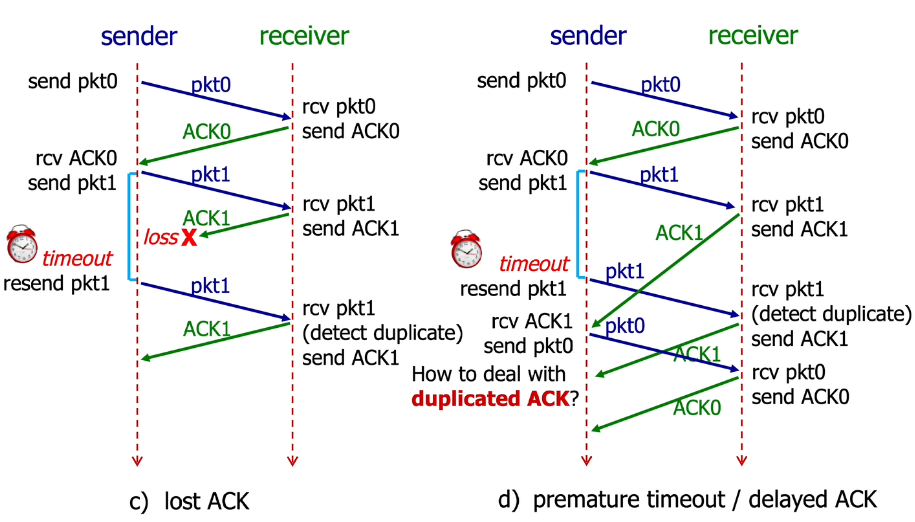 sender
receiver
send pkt0
pkt0
rcv pkt0
send ACK0
ACK0
rcv ACK0
send pkt1
pkt1
rcv pkt1
send ACK1
ACK1
loss X
timeout
resend pkt1
pkt1
rcv pkt1
(detect duplicate)
send ACK1
ACK1
c) lost ACK
sender
receiver
send pkt0
pkt0
rcv pkt0
send ACK0
ACK0
rcv ACK0
send pkt1
pkt1
rcv pkt1
send ACK1
ACK1
timeout
resend pkt1
pkt1
rcv pkt1
(detect duplicate)
send ACK1
rcv ACK1
send pkt0
pkt0
ACK1
rcv pkt0
send ACK0
How to deal with
duplicated ACK?
ACK0
d) premature timeout / delayed ACK